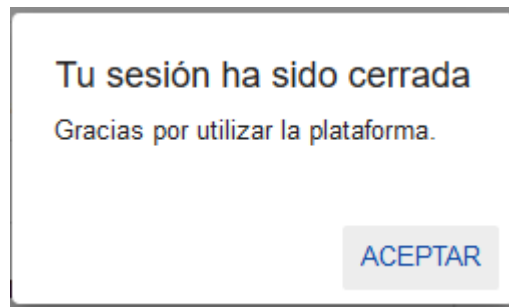 Tu sesión ha sido cerrada
Gracias por utilizar la plataforma.
ACEPTAR